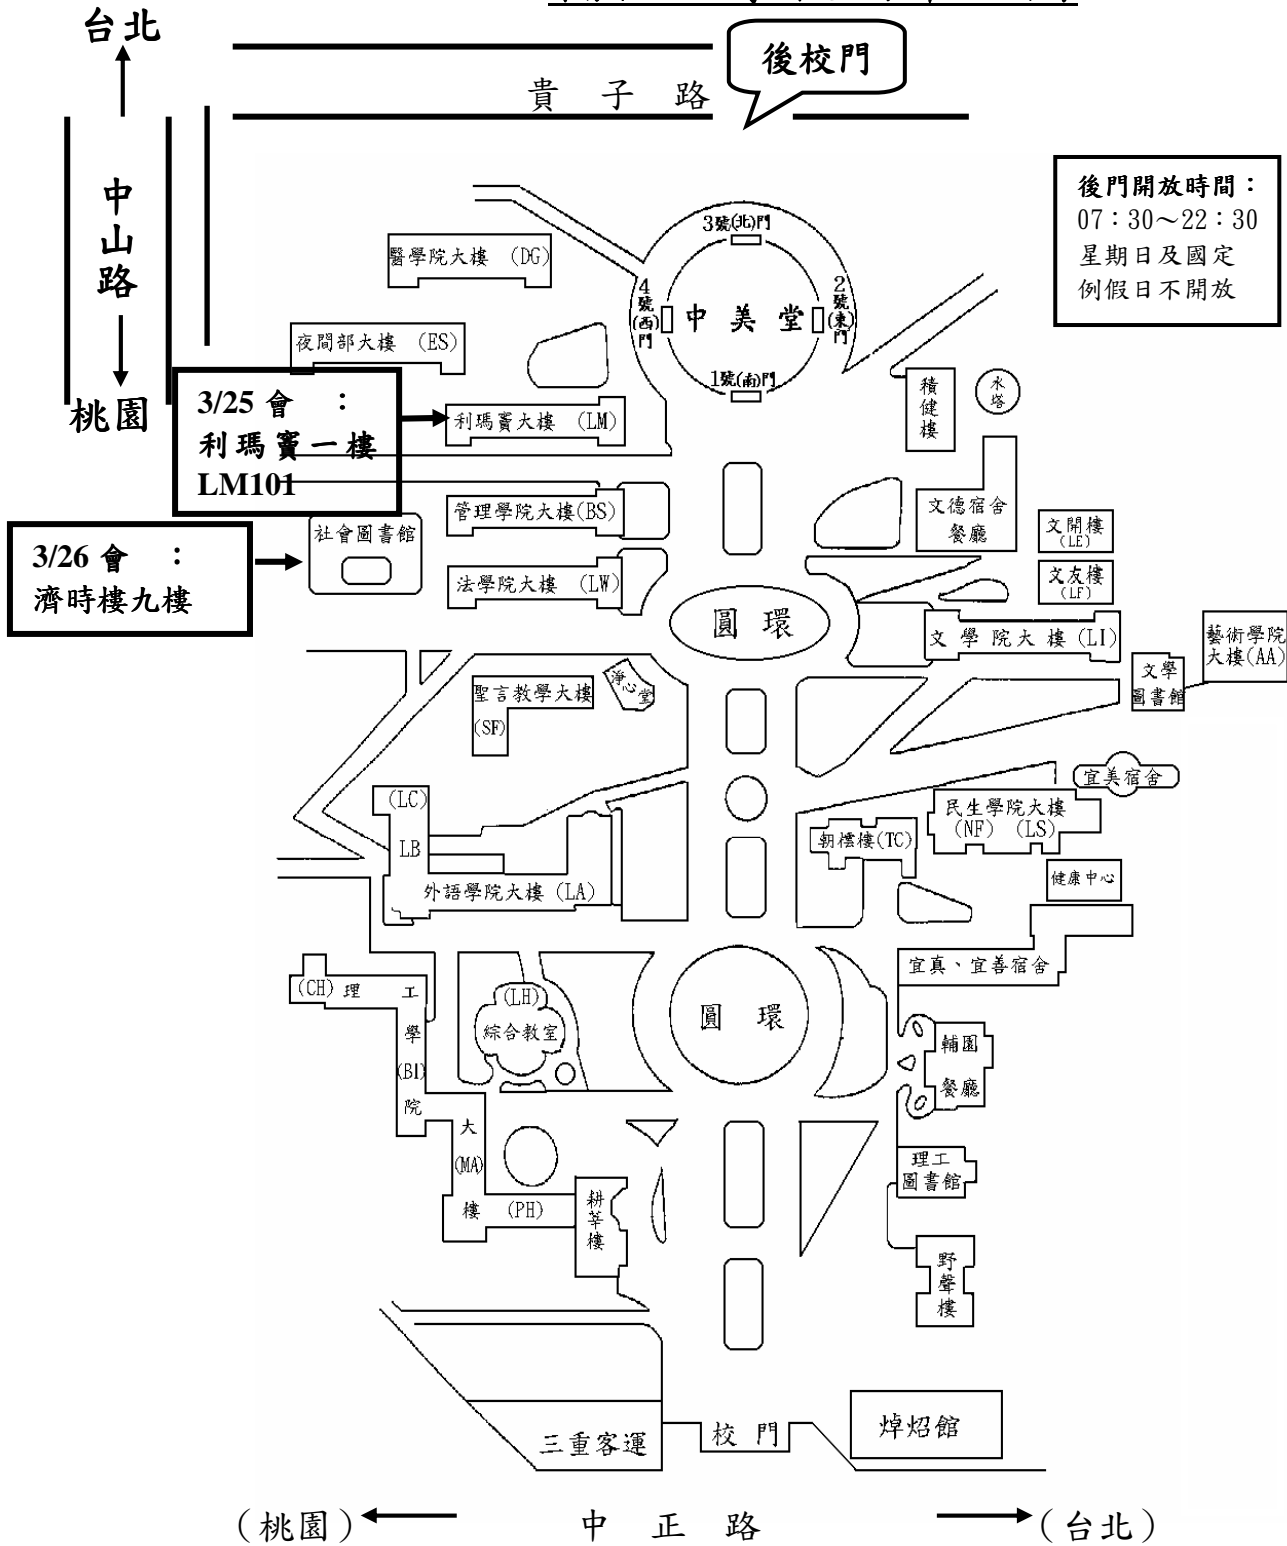 台北
後校門
貴子路
中山路
桃園
後門開放時間：
07：30～22：30
星期日及國定
例假日不開放
3號(北)門
4號(西)門
中美堂
2號(東)門
1號(南)門
醫學院大樓 (DG)
夜間部大樓 (ES)
3/25 會 ：
利瑪竇一樓
LM101
利瑪竇大樓 (LM)
積健樓
水塔
管理學院大樓(BS)
文德宿舍
餐廳
文開樓
(LE)
社會圖書館
3/26 會 ：
濟時樓九樓
法學院大樓 (LW)
文友樓
(LF)
圓環
文學院大樓(LI)
藝術學院
大樓(AA)
文學
圖書館
聖言教學大樓
(SF)
淨心堂
宜美宿舍
(LC)
LB
外語學院大樓 (LA)
民生學院大樓
(NF) (LS)
朝橒樓(TC)
健康中心
宜真、宜善宿舍
(CH) 理工學(BI)院大(MA)樓 (PH)
(LH)
綜合教室
圓環
輔園
餐廳
理工
圖書館
耕莘樓
野聲樓
三重客運
校門
焯炤館
（桃園）
中正路
（台北）